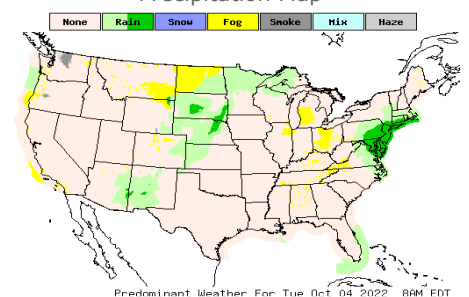 Precipitation Map
None Rain Snow Fog Smoke Mix Haze
Predominant Weather For Tue Oct 04 2022 8AM EDT